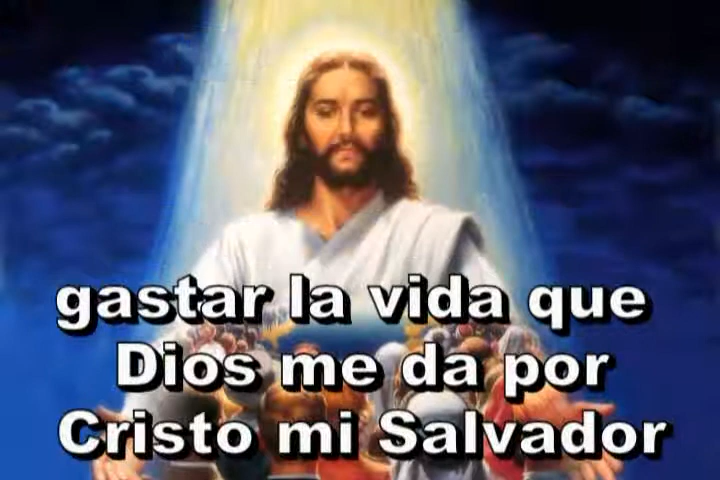 gastar la vida que
Dios me da por
Cristo mi Salvador